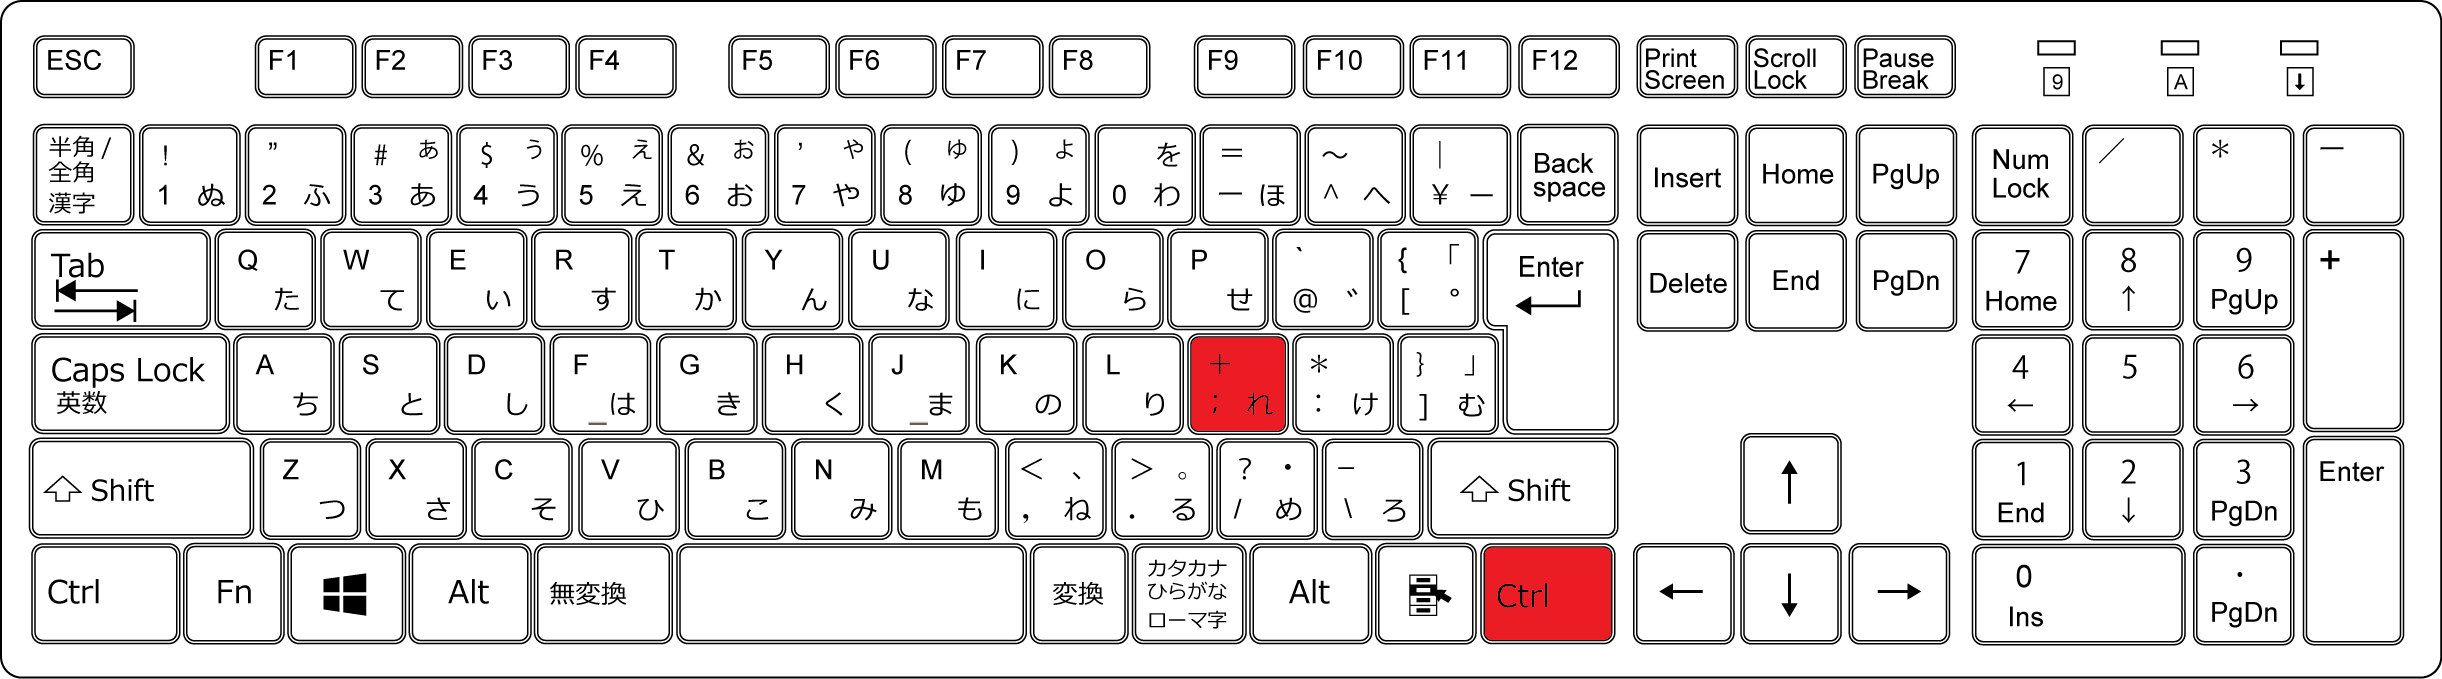 ESC F1 F2 F3 F4 F5 F6 F7 F8 F9 F10 F11 F12 Print Screen Scroll Lock Pause Break 9 A ↓
半角/全角 漢字 ! 1 ぬ ” 2 ふ # ぁ 3 あ $ ぅ 4 う % ぇ 5 え & ぉ 6 お ’ ゃ 7 や ( ゅ 8 ゆ ) ょ 9 よ を 0 わ = ー ほ ~ ^ へ | ¥ ー Back space Insert Home PgUp Num Lock / * −
Tab Q た W て E い R す T か Y ん U な I に O ら P せ ` @ ゛ { 「 [ ゜ Enter Delete End PgDn 7 Home 8 ↑ 9 PgUp +
Caps Lock 英数 A ち S と D し F _ は G き H く J _ ま K の L り + ; れ * : け } 」 ] む 4 ← 5 6 →
Shift Z つ X さ C そ V ひ B こ N み M も < 、 , ね > 。 . る ? ・ / め − \ ろ Shift ↑ 1 End 2 ↓ 3 PgDn Enter
Ctrl Fn Alt 無変換 変換 カタカナ ひらがな ローマ字 Alt Ctrl ← ↓ → 0 Ins . PgDn